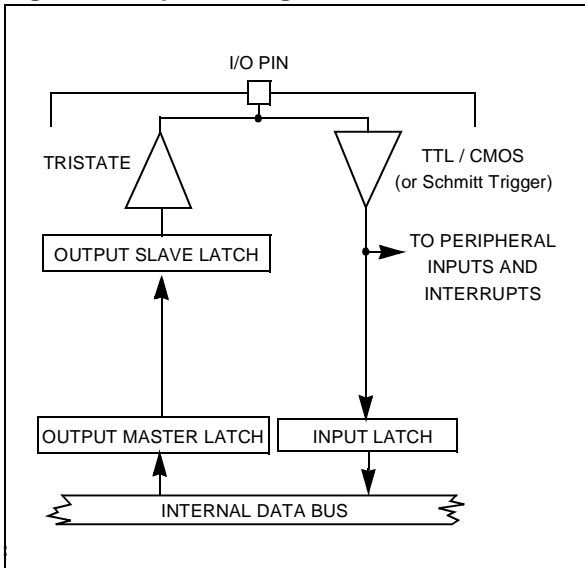 I/O PIN
TRISTATE
TTL / CMOS
(or Schmitt Trigger)
OUTPUT SLAVE LATCH
TO PERIPHERAL
INPUTS AND
INTERRUPTS
OUTPUT MASTER LATCH
INPUT LATCH
INTERNAL DATA BUS